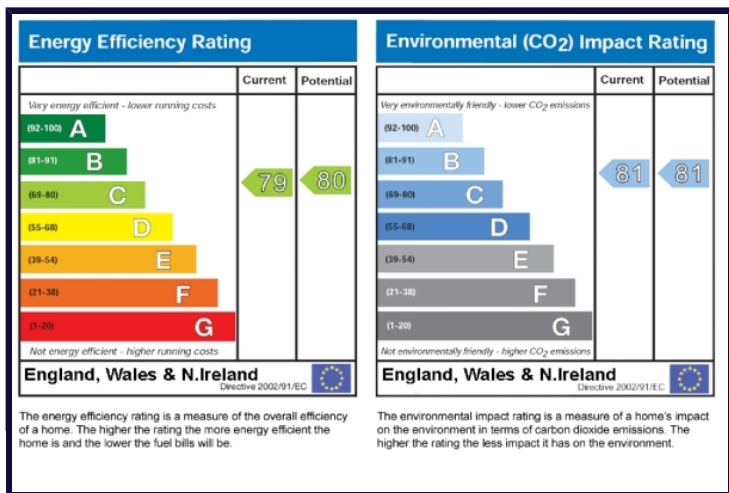 Energy Efficiency Rating
Current Potential
Very energy efficient - lower running costs
(92-100) A
(81-91) B
(69-80) C
79 80
(55-68) D
(39-54) E
(21-38) F
(1-20) G
Not energy efficient - higher running costs
England, Wales & N.Ireland
Directive 2002/91/EC
The energy efficiency rating is a measure of the overall efficiency
of a home. The higher the rating the more energy efficient the
home is and the lower the fuel bills will be.
Environmental (CO2) Impact Rating
Current Potential
Very environmentally friendly - lower CO2 emissions
(92-100) A
(81-91) B
81 81
(69-80) C
(55-68) D
(39-54) E
(21-38) F
(1-20) G
Not environmentally friendly - higher CO2 emissions
England, Wales & N.Ireland
Directive 2002/91/EC
The environmental impact rating is a measure of a home's impact
on the environment in terms of carbon dioxide emissions. The
higher the rating the less impact it has on the environment.